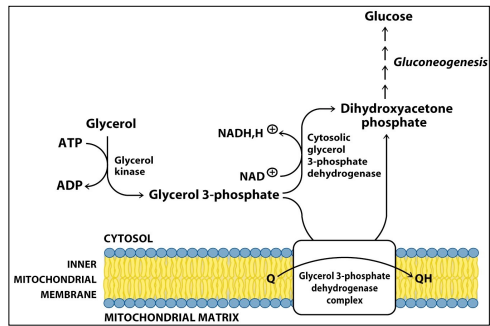 Glucose
Gluconeogenesis
Dihydroxyacetone
phosphate
Glycerol
ATP
Glycerol
kinase
ADP
NADH,H⊕
NAD⊕
Cytosolic
glycerol
3-phosphate
dehydrogenase
Glycerol 3-phosphate
CYTOSOL
INNER
MITOCHONDRIAL
MEMBRANE
Q
QH
Glycerol 3-phosphate
dehydrogenase
complex
MITOCHONDRIAL MATRIX